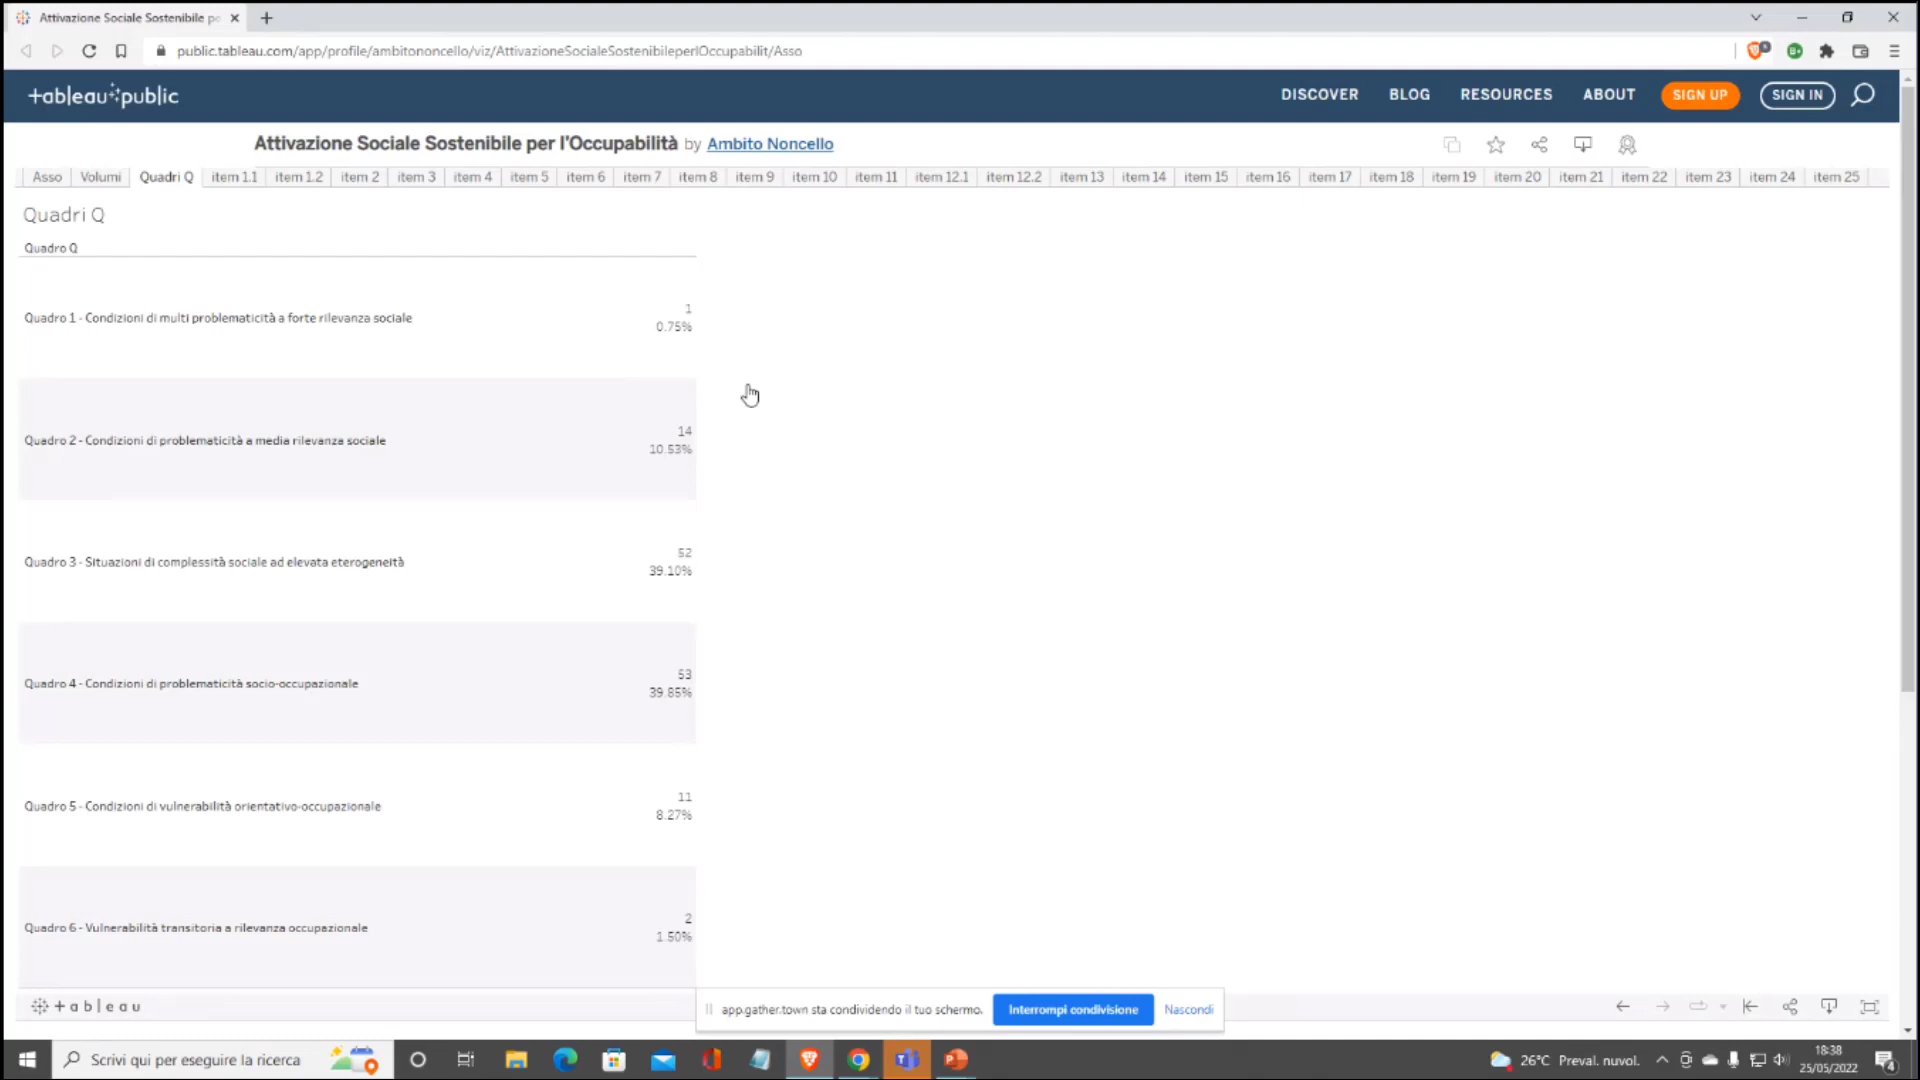 Attivazione Sociale Sostenibile pe
public.tableau.com/app/profile/ambitononcello/viz/AttivazioneSocialeSostenibileperlOccupabilit/Asso
+ableau public
DISCOVER BLOG RESOURCES ABOUT SIGN UP SIGN IN
Attivazione Sociale Sostenibile per l'Occupabilità by Ambito Noncello
Asso Volumi Quadri Q item 1.1 item 1.2 item 2 item 3 item 4 item 5 item 6 item 7 item 8 item 9 item 10 item 11 item 12.1 item 12.2 item 13 item 14 item 15 item 16 item 17 item 18 item 19 item 20 item 21 item 22 item 23 item 24 item 25
Quadri Q
Quadro Q
Quadro 1 - Condizioni di multi problematicità a forte rilevanza sociale
1
0.75%
Quadro 2 - Condizioni di problematicità a media rilevanza sociale
14
10.53%
Quadro 3 - Situazioni di complessità sociale ad elevata eterogeneità
52
39.10%
Quadro 4 - Condizioni di problematicità socio-occupazionale
53
39.85%
Quadro 5 - Condizioni di vulnerabilità orientativo-occupazionale
11
8.27%
Quadro 6 - Vulnerabilità transitoria a rilevanza occupazionale
2
1.50%
+ableau
app.gather.town sta condividendo il tuo schermo. Interrompi condivisione Nascondi
Scrivi qui per eseguire la ricerca
26°C Preval. nuvol.
18:38
25/05/2022
4